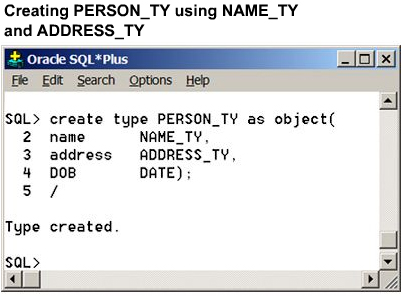 Creating PERSON_TY using NAME_TY
and ADDRESS_TY
Oracle SQL*Plus
File Edit Search Options Help
SQL> create type PERSON_TY as object(
2 name NAME_TY,
3 address ADDRESS_TY,
4 DOB DATE);
5 /
Type created.
SQL>